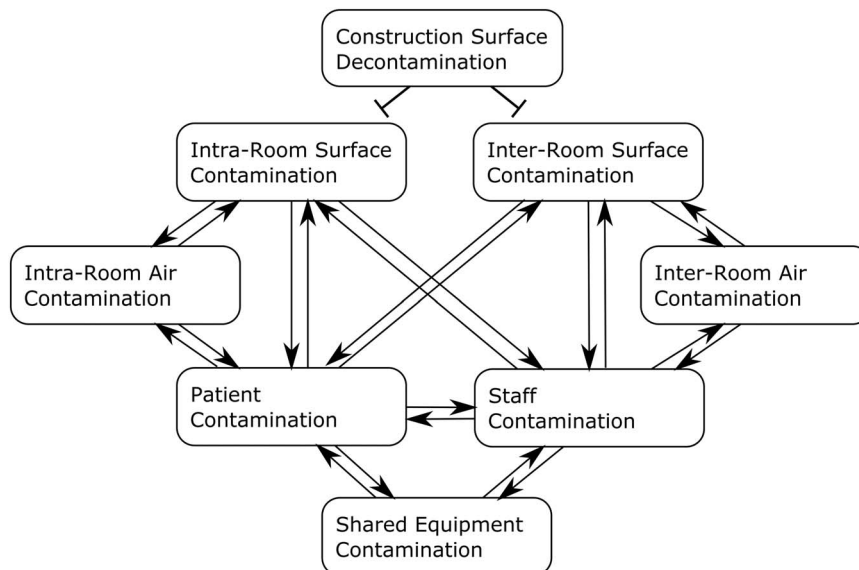 Construction Surface
Decontamination
Intra-Room Surface
Contamination
Inter-Room Surface
Contamination
Intra-Room Air
Contamination
Inter-Room Air
Contamination
Patient
Contamination
Staff
Contamination
Shared Equipment
Contamination